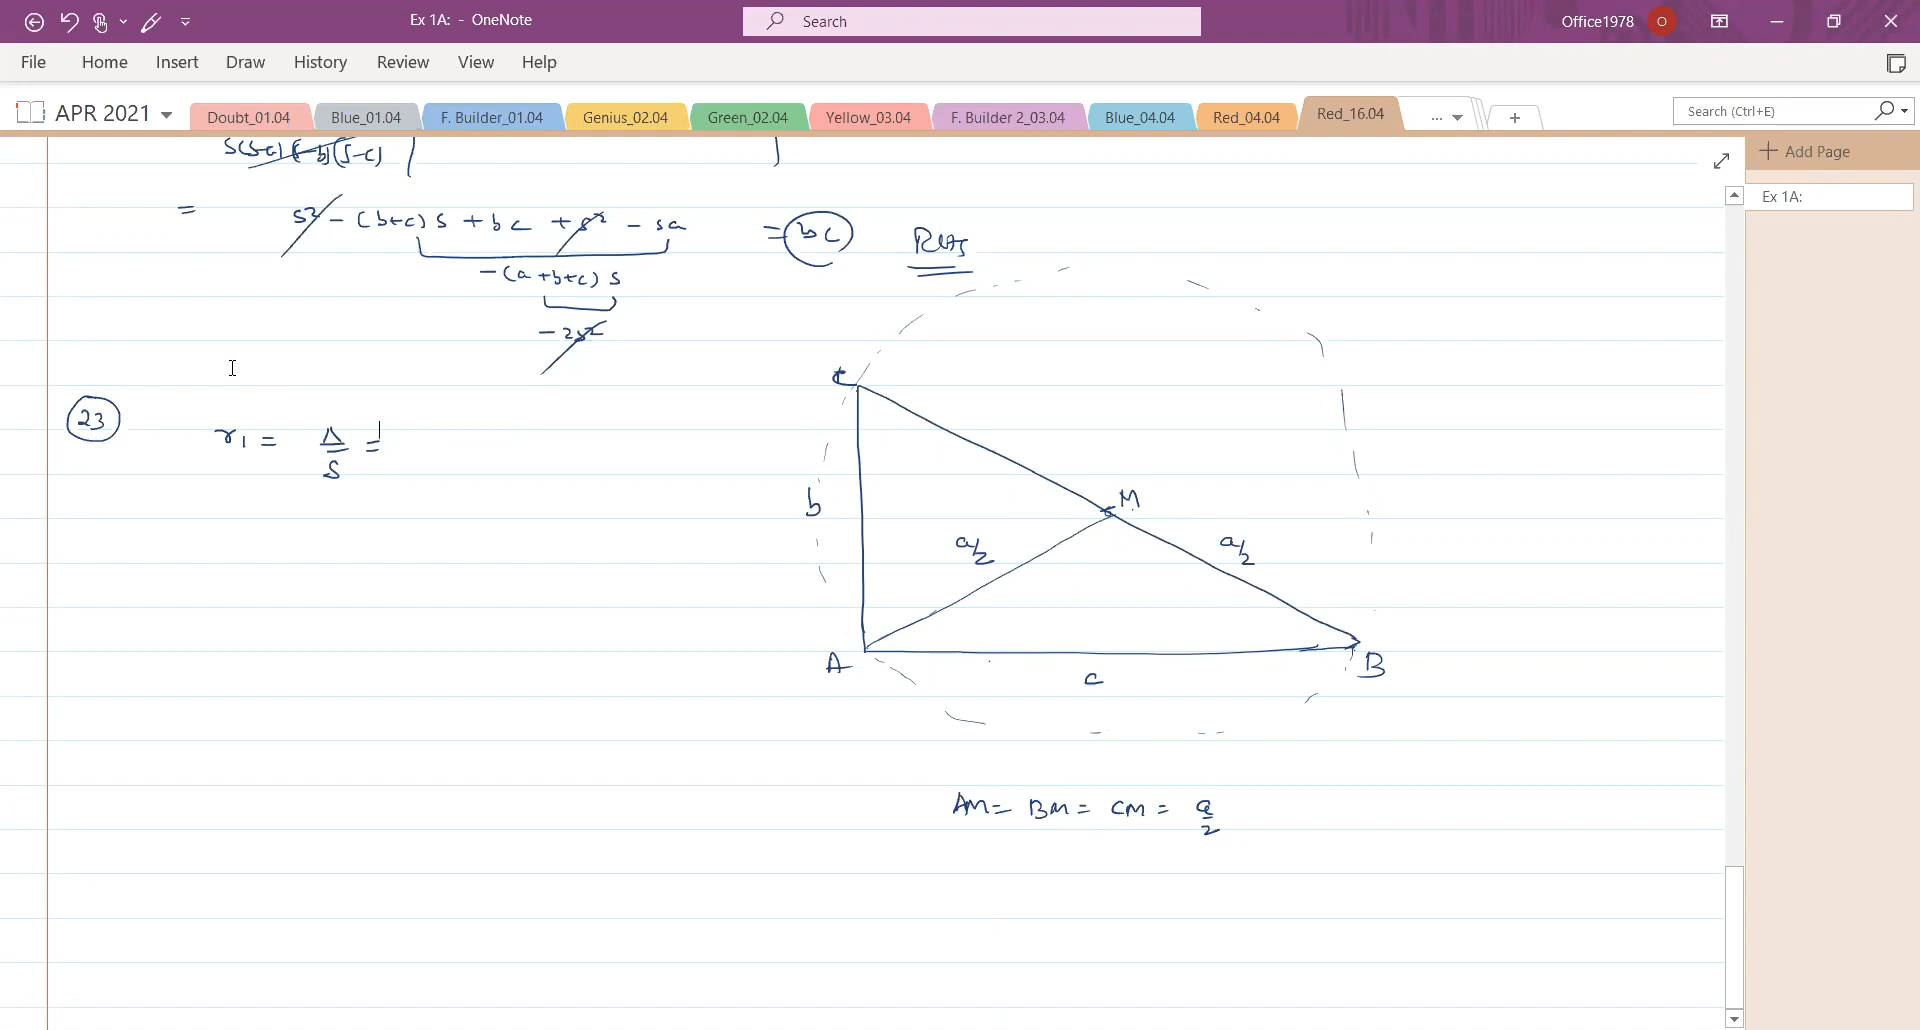 Ex 1A: - OneNote
Search
Office1978
O
File Home Insert Draw History Review View Help
APR 2021
Doubt_01.04
Blue_01.04
F. Builder_01.04
Genius_02.04
Green_02.04
Yellow_03.04
F. Builder 2_03.04
Blue_04.04
Red_04.04
Red_16.04
...
Search (Ctrl+E)
Add Page
Ex 1A:
s(s-a)(s-b)(s-c)
= s² - (b+c)s + bc + s² - sa = bc RHS
-(a+b+c) s
-2s²
23
r₁ = Δ/s =
C
M
b
a/2
a/2
A
B
c
AM = BM = CM = a/2